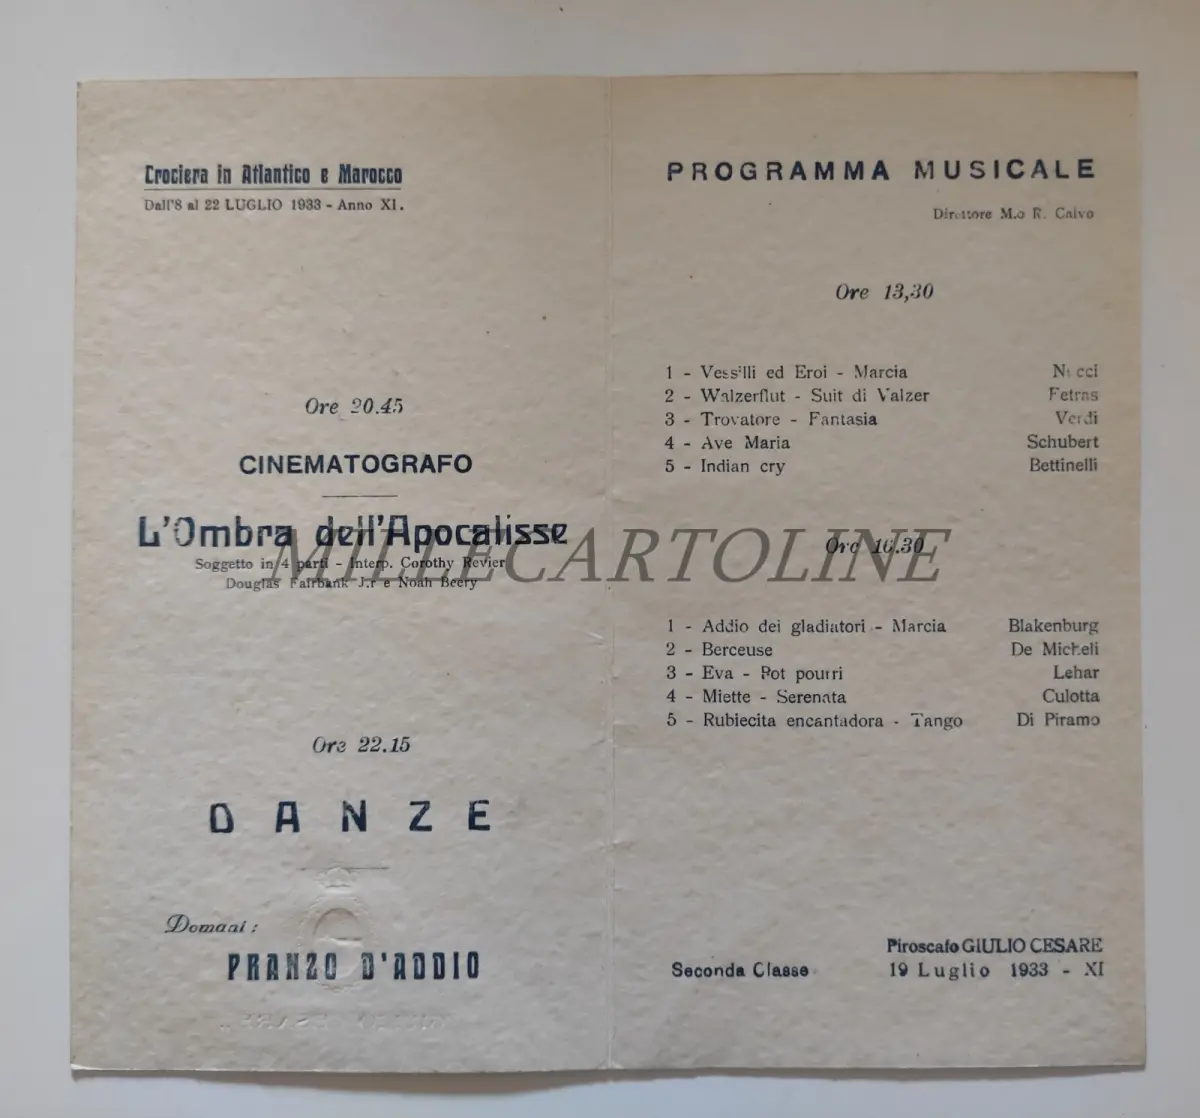 Crociera in Atlantico e Marocco
Dall'8 al 22 LUGLIO 1933 - Anno XI.
Ore 20.45
CINEMATOGRAFO
L'Ombra dell'Apocalisse
Soggetto in 4 parti - Interp. Corothy Revier
Douglas Fairbank J.r e Noah Beery
Ore 22.15
DANZE
Domani:
PRANZO D'ADDIO
PROGRAMMA MUSICALE
Direttore M.o R. Calvo
Ore 13,30
1 - Vessilli ed Eroi - Marcia
2 - Walzerflut - Suit di Valzer Fetras
3 - Trovatore - Fantasia Verdi
4 - Ave Maria Schubert
5 - Indian cry Bettinelli
Ore 16.30
1 - Addio dei gladiatori - Marcia Blakenburg
2 - Berceuse De Micheli
3 - Eva - Pot pourri Lehar
4 - Miette - Serenata Culotta
5 - Rubiecita encantadora - Tango Di Piramo
Seconda Classe
Piroscafo GIULIO CESARE
19 Luglio 1933 - XI
MILLECARTOLINE